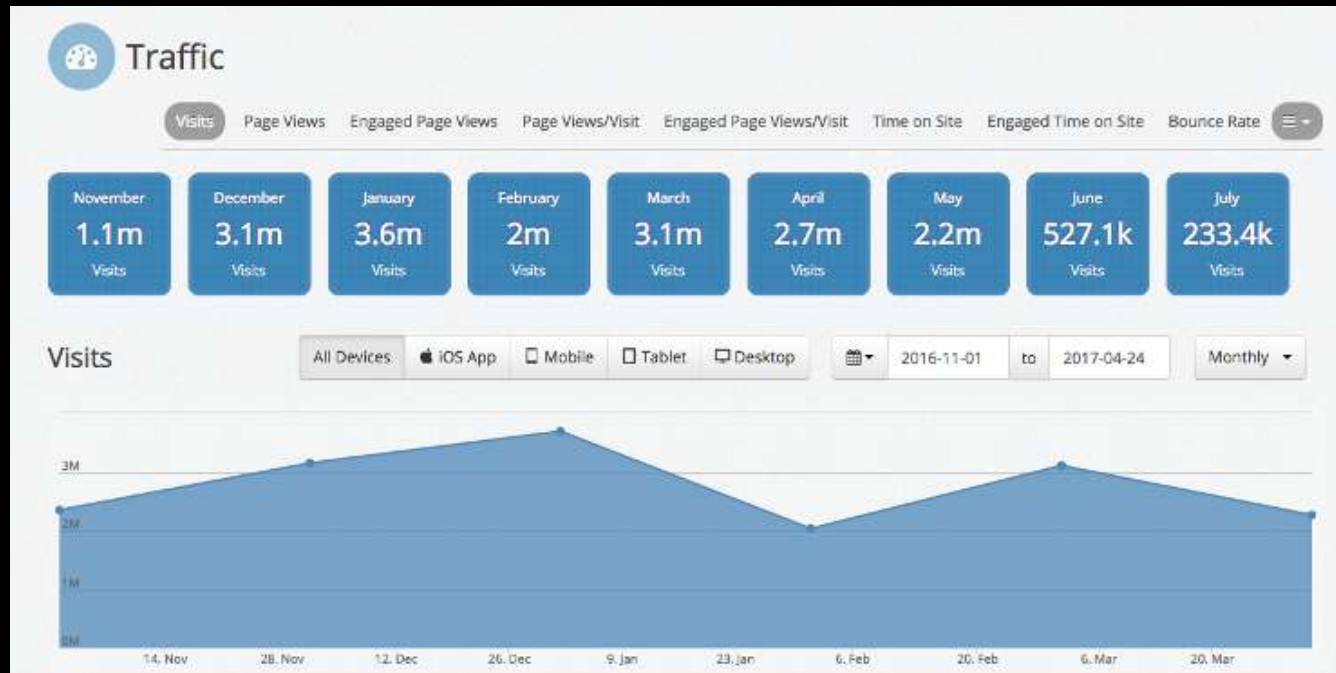 Traffic
Visits Page Views Engaged Page Views Page Views/Visit Engaged Page Views/Visit Time on Site Engaged Time on Site Bounce Rate
November December January February March April May June July
1.1m 3.1m 3.6m 2m 3.1m 2.7m 2.2m 527.1k 233.4k
Visits Visits Visits Visits Visits Visits Visits Visits Visits
Visits All Devices iOS App Mobile Tablet Desktop 2016-11-01 to 2017-04-24 Monthly
3M
2M
1M
0M
14. Nov 28. Nov 12. Dec 26. Dec 9. Jan 23. Jan 6. Feb 20. Feb 6. Mar 20. Mar